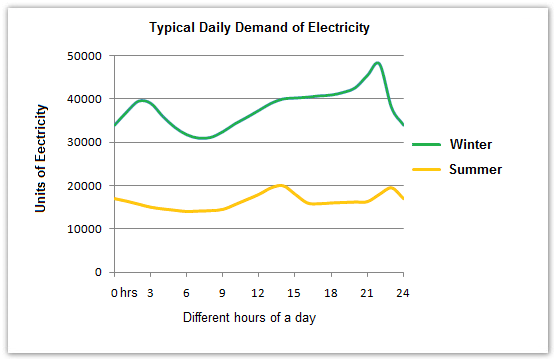 Typical Daily Demand of Electricity
50000
40000
30000
20000
10000
0
Units of Eectricity
0 hrs 3 6 9 12 15 18 21 24
Different hours of a day
Winter
Summer